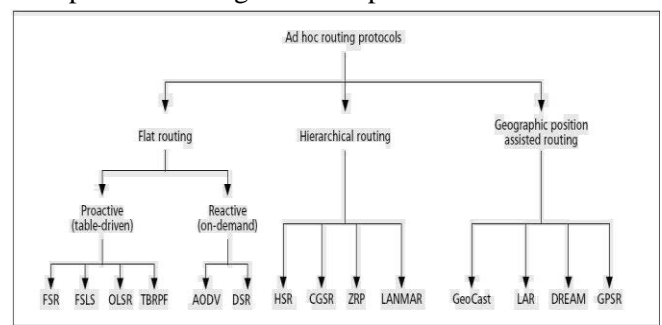 Ad hoc routing protocols
Flat routing
Hierarchical routing
Geographic position
assisted routing
Proactive
(table-driven)
Reactive
(on-demand)
FSR
FSLS
OLSR
TBRPF
AODV
DSR
HSR
CGSR
ZRP
LANMAR
GeoCast
LAR
DREAM
GPSR